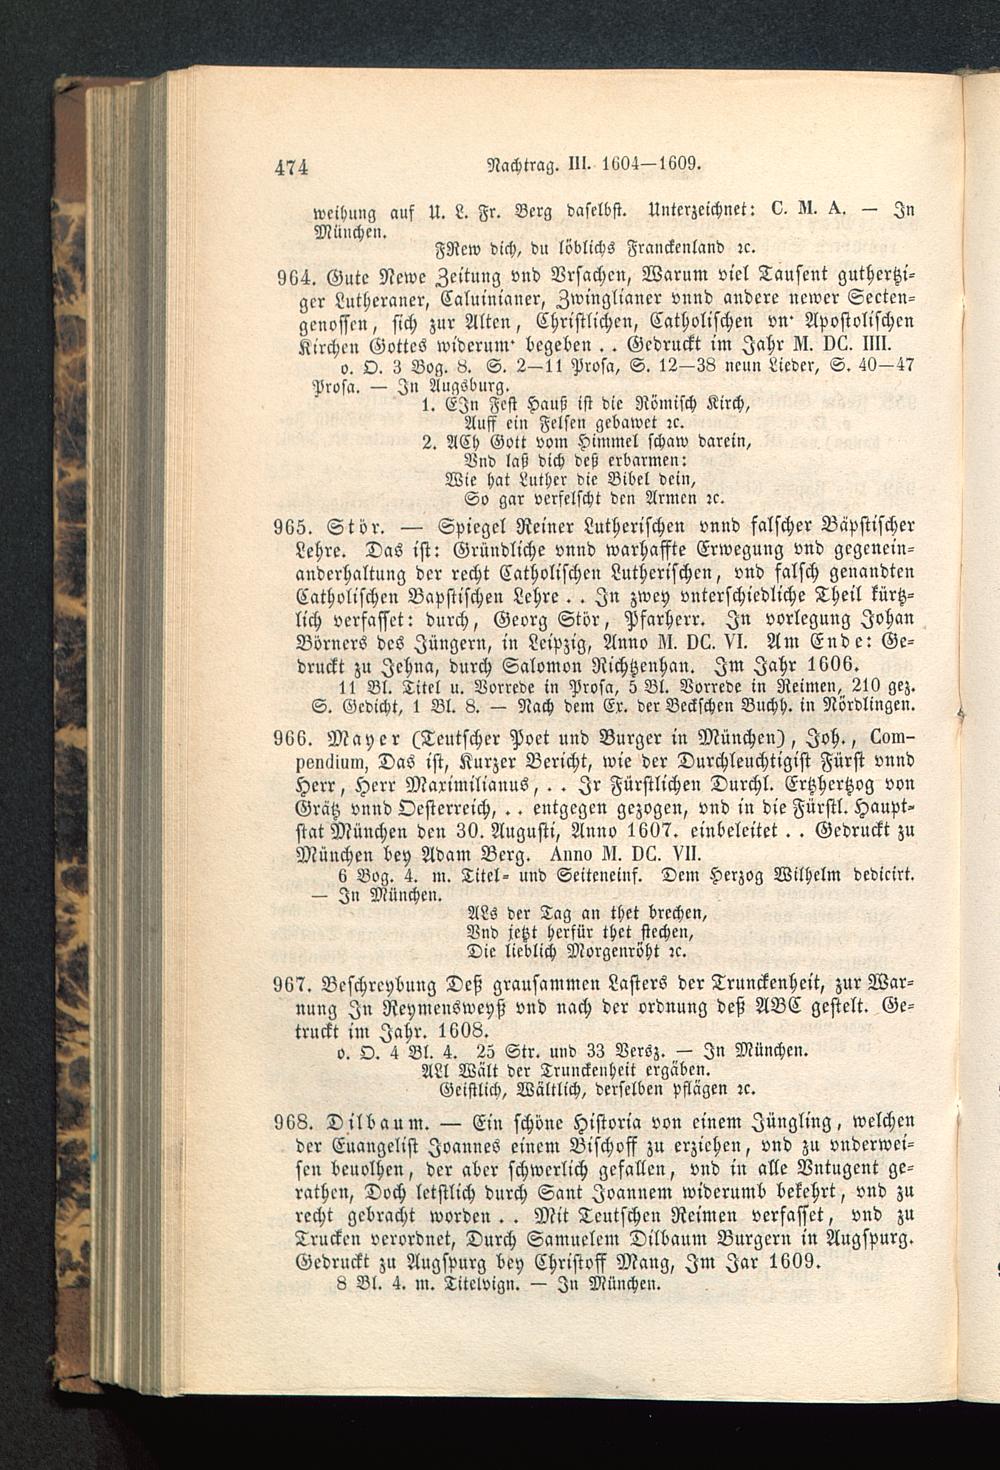 474 Nachtrag. III. 1604—1609.
weihung auf U. L. Fr. Berg daselbst. Unterzeichnet: C. M. A. — In
München.
FRew dich, du löblichs Franckenland ꝛc.
964. Gute Newe Zeitung vnd Vrsachen, Warum viel Tausent guthertzi-
ger Lutheraner, Caluinianer, Zwinglianer vnnd andere newer Secten-
genossen, sich zur Alten, Christlichen, Catholischen vn· Apostolischen
Kirchen Gottes widerum· begeben . . Gedruckt im Jahr M. DC. IIII.
o. O. 3 Bog. 8. S. 2—11 Prosa, S. 12—38 neun Lieder, S. 40—47
Prosa. — In Augsburg.
1. EJn Fest Hauß ist die Römisch Kirch,
Auff ein Felsen gebawet ꝛc.
2. ACh Gott vom Himmel schaw darein,
Vnd laß dich deß erbarmen:
Wie hat Luther die Bibel dein,
So gar verfelscht den Armen ꝛc.
965. Stör. — Spiegel Reiner Lutherischen vnnd falscher Bäpstischer
Lehre. Das ist: Gründliche vnnd warhaffte Erwegung vnd gegenein-
anderhaltung der recht Catholischen Lutherischen, vnd falsch genandten
Catholischen Bapstischen Lehre . . In zwey vnterschiedliche Theil kürtz-
lich verfasset: durch, Georg Stör, Pfarherr. In vorlegung Johan
Börners des Jüngern, in Leipzig, Anno M. DC. VI. Am Ende: Ge-
druckt zu Jehna, durch Salomon Richtzenhan. Im Jahr 1606.
11 Bl. Titel u. Vorrede in Prosa, 5 Bl. Vorrede in Reimen, 210 gez.
S. Gedicht, 1 Bl. 8. — Nach dem Ex. der Beckschen Buchh. in Nördlingen.
966. Mayer (Teutscher Poet und Burger in München), Joh., Com-
pendium, Das ist, Kurzer Bericht, wie der Durchleuchtigist Fürst vnnd
Herr, Herr Maximilianus, . . Jr Fürstlichen Durchl. Ertzhertzog von
Grätz vnnd Oesterreich, . . entgegen gezogen, vnd in die Fürstl. Haupt-
stat München den 30. Augusti, Anno 1607. einbeleitet . . Gedruckt zu
München bey Adam Berg. Anno M. DC. VII.
6 Bog. 4. m. Titel- und Seiteneinf. Dem Herzog Wilhelm dedicirt.
— In München.
ALs der Tag an thet brechen,
Vnd jetzt herfür thet stechen,
Die lieblich Morgenröht ꝛc.
967. Beschreybung Deß grausammen Lasters der Trunckenheit, zur War-
nung In Reymensweyß vnd nach der ordnung deß ABC gestelt. Ge-
truckt im Jahr. 1608.
o. O. 4 Bl. 4. 25 Str. und 33 Versz. — In München.
ALl Wält der Trunckenheit ergäben.
Geistlich, Wältlich, derselben pflägen ꝛc.
968. Dilbaum. — Ein schöne Historia von einem Jüngling, welchen
der Euangelist Joannes einem Bischoff zu erziehen, vnd zu vnderwei-
sen beuolhen, der aber schwerlich gefallen, vnd in alle Vntugent ge-
rathen, Doch letstlich durch Sant Joannem widerumb bekehrt, vnd zu
recht gebracht worden . . Mit Teutschen Reimen verfasset, vnd zu
Trucken verordnet, Durch Samuelem Dilbaum Burgern in Augspurg.
Gedruckt zu Augspurg bey Christoff Mang, Im Jar 1609.
8 Bl. 4. m. Titelvign. — In München.